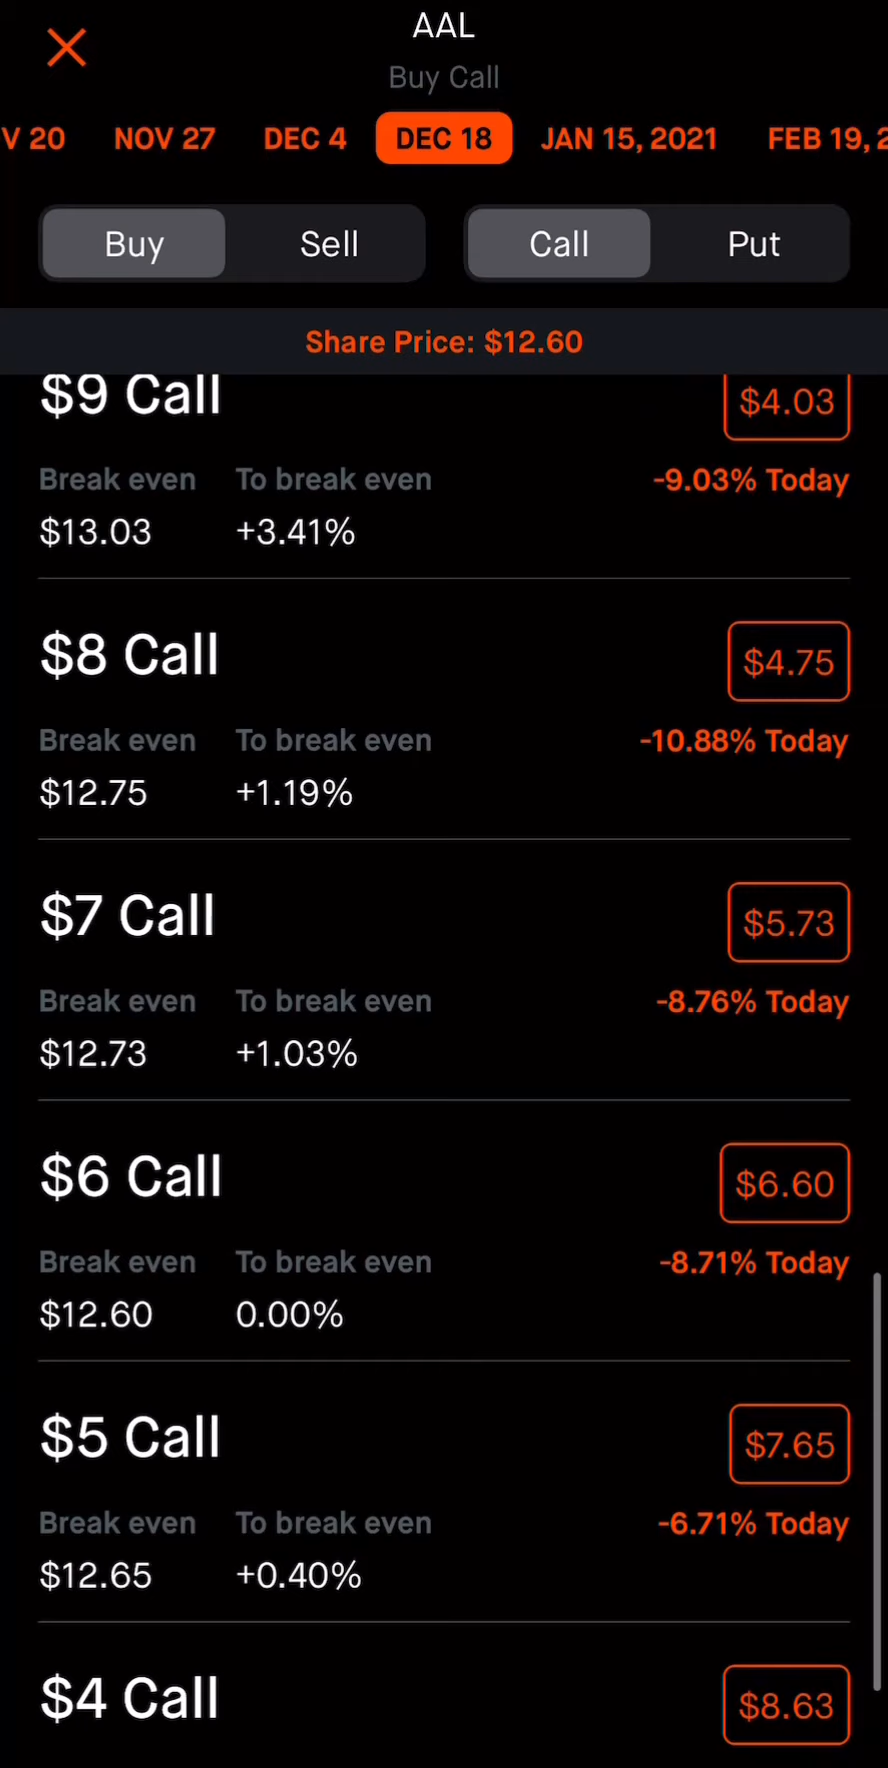 AAL
Buy Call
V 20 NOV 27 DEC 4 DEC 18 JAN 15, 2021 FEB 19, 2
Buy Sell Call Put
Share Price: $12.60
$9 Call $4.03
Break even To break even -9.03% Today
$13.03 +3.41%
$8 Call $4.75
Break even To break even -10.88% Today
$12.75 +1.19%
$7 Call $5.73
Break even To break even -8.76% Today
$12.73 +1.03%
$6 Call $6.60
Break even To break even -8.71% Today
$12.60 0.00%
$5 Call $7.65
Break even To break even -6.71% Today
$12.65 +0.40%
$4 Call $8.63